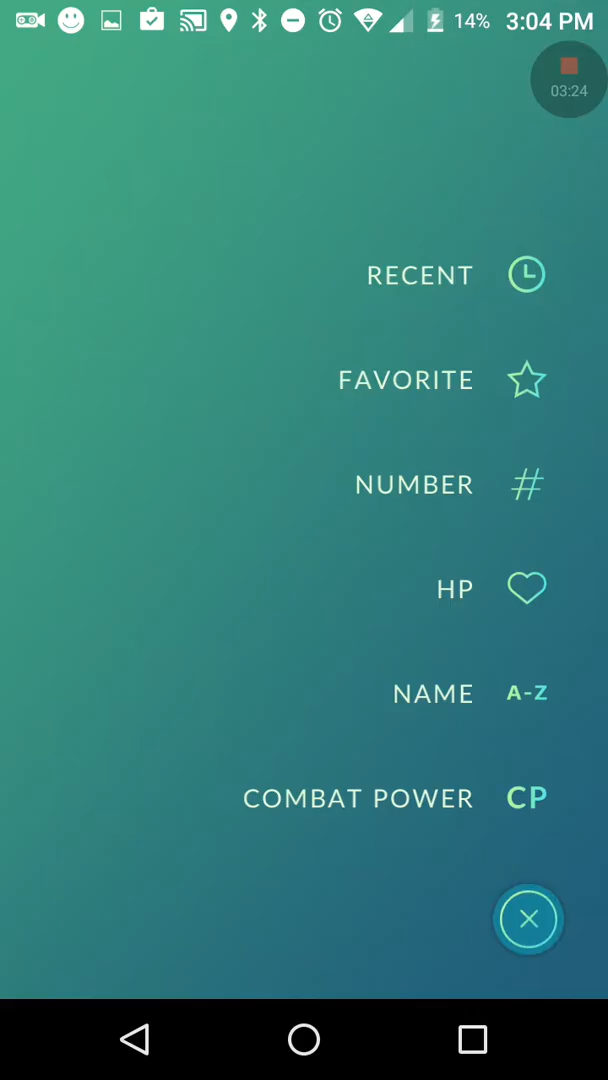 14% 3:04 PM
03:24
RECENT
FAVORITE
NUMBER #
HP
NAME A-Z
COMBAT POWER CP